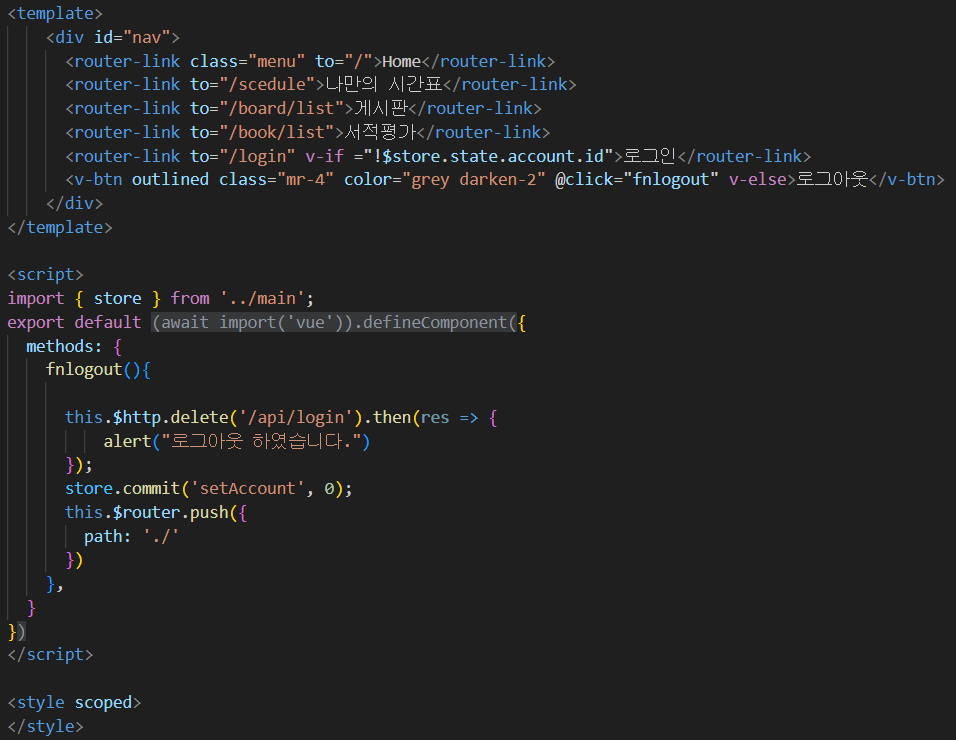 <template>
<div id="nav">
<router-link class="menu" to="/">Home</router-link>
<router-link to="/scedule">나만의 시간표</router-link>
<router-link to="/board/list">게시판</router-link>
<router-link to="/book/list">서적평가</router-link>
<router-link to="/login" v-if ="!$store.state.account.id">로그인</router-link>
<v-btn outlined class="mr-4" color="grey darken-2" @click="fnlogout" v-else>로그아웃</v-btn>
</div>
</template>
<script>
import { store } from '../main';
export default (await import('vue')).defineComponent({
methods: {
fnlogout(){
this.$http.delete('/api/login').then(res => {
alert("로그아웃 하였습니다.")
});
store.commit('setAccount', 0);
this.$router.push({
path: './'
})
},
}
})
</script>
<style scoped>
</style>